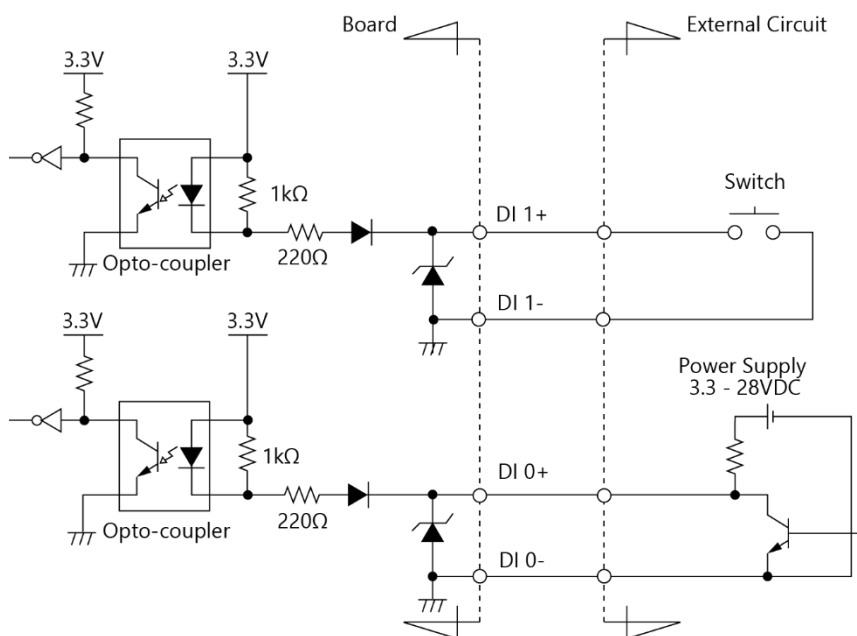 Board
External Circuit
3.3V
3.3V
1kΩ
DI 1+
Switch
220Ω
Opto-coupler
DI 1-
3.3V
3.3V
Power Supply
3.3 - 28VDC
1kΩ
DI 0+
220Ω
Opto-coupler
DI 0-